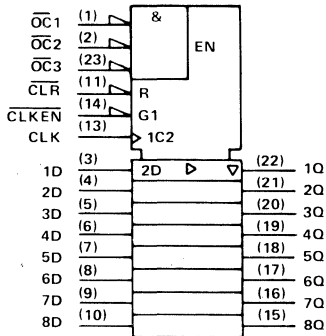 OC1 (1) &
OC2 (2) EN
OC3 (23)
CLR (11) R
CLKEN (14) G1
CLK (13) 1C2
1D (3) 2D (22) 1Q
2D (4) (21) 2Q
3D (5) (20) 3Q
4D (6) (19) 4Q
5D (7) (18) 5Q
6D (8) (17) 6Q
7D (9) (16) 7Q
8D (10) (15) 8Q